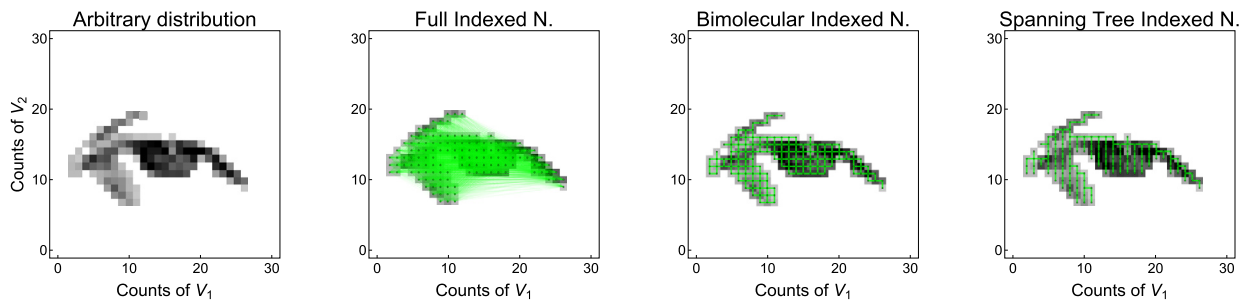 Arbitrary distribution
Full Indexed N.
Bimolecular Indexed N.
Spanning Tree Indexed N.
30
20
10
0
Counts of V2
0 10 20 30
Counts of V1
30
20
10
0
0 10 20 30
Counts of V1
30
20
10
0
0 10 20 30
Counts of V1
30
20
10
0
0 10 20 30
Counts of V1